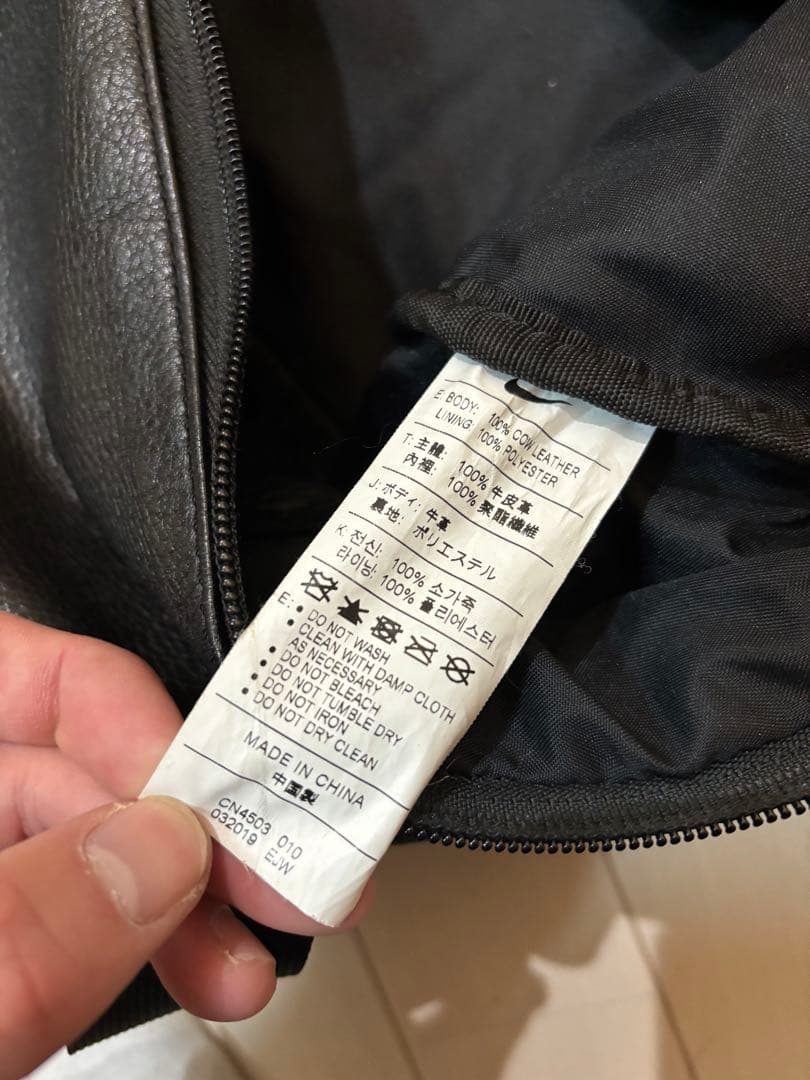 E: BODY: 100% COW LEATHER
LINING: 100% POLYESTER
T: 主體: 100% 牛皮革
內裡: 100% 聚酯纖維
J: ボディ: 牛革
裏地: ポリエステル
K: 전신: 100% 소가죽
라이닝: 100% 폴리에스터
E: • DO NOT WASH
• CLEAN WITH DAMP CLOTH
AS NECESSARY
• DO NOT BLEACH
• DO NOT TUMBLE DRY
• DO NOT IRON
• DO NOT DRY CLEAN
MADE IN CHINA
中国製
CN4503 010
032019 EJW